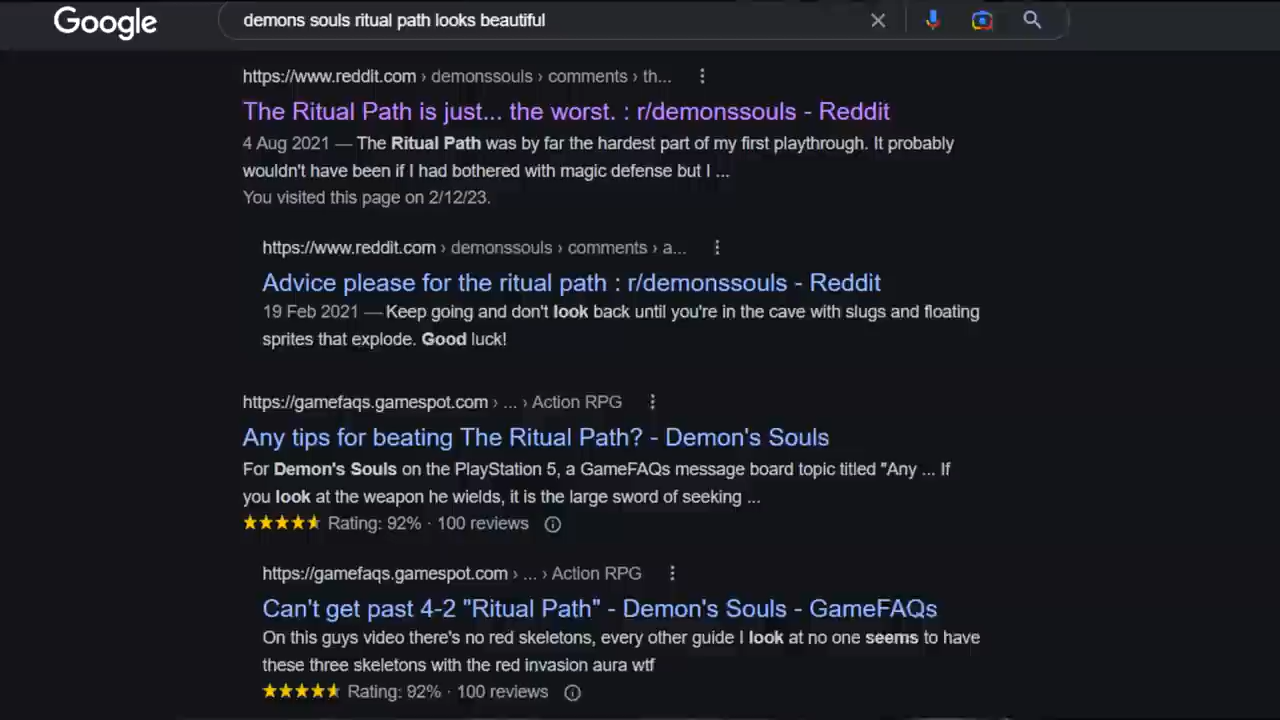 Google
demons souls ritual path looks beautiful
https://www.reddit.com › demonssouls › comments › th...
The Ritual Path is just... the worst. : r/demonssouls - Reddit
4 Aug 2021 — The Ritual Path was by far the hardest part of my first playthrough. It probably
wouldn't have been if I had bothered with magic defense but I ...
You visited this page on 2/12/23.
https://www.reddit.com › demonssouls › comments › a...
Advice please for the ritual path : r/demonssouls - Reddit
19 Feb 2021 — Keep going and don't look back until you're in the cave with slugs and floating
sprites that explode. Good luck!
https://gamefaqs.gamespot.com › ... › Action RPG
Any tips for beating The Ritual Path? - Demon's Souls
For Demon's Souls on the PlayStation 5, a GameFAQs message board topic titled "Any ... If
you look at the weapon he wields, it is the large sword of seeking ...
Rating: 92% · 100 reviews
https://gamefaqs.gamespot.com › ... › Action RPG
Can't get past 4-2 "Ritual Path" - Demon's Souls - GameFAQs
On this guys video there's no red skeletons, every other guide I look at no one seems to have
these three skeletons with the red invasion aura wtf
Rating: 92% · 100 reviews